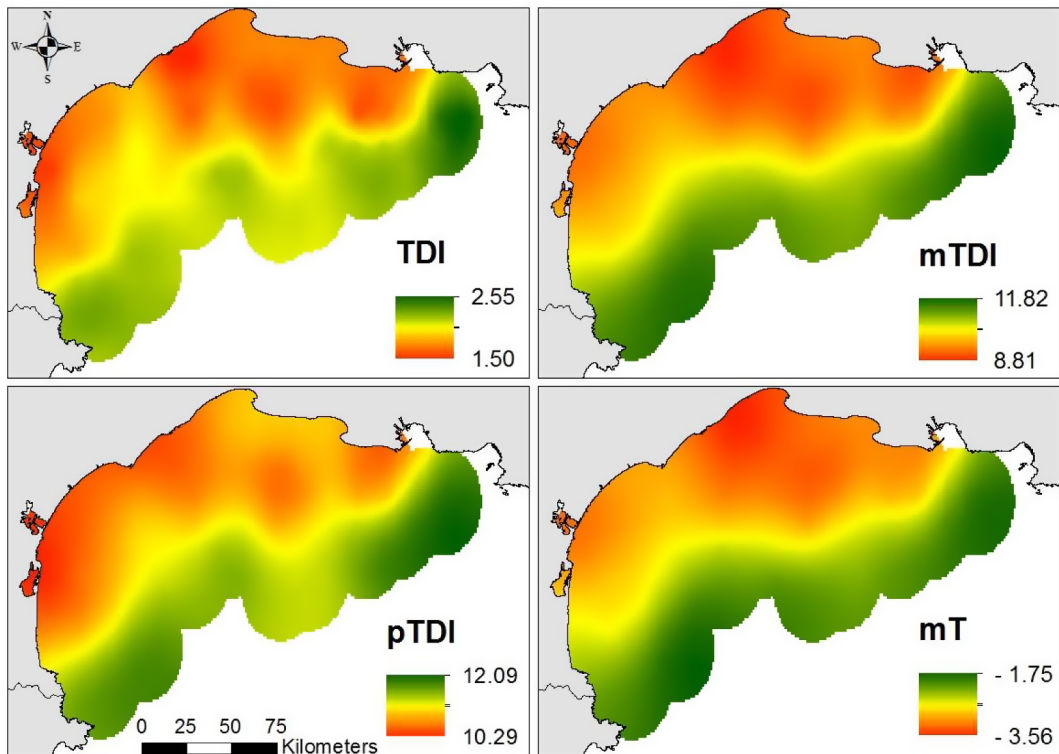 N
W E
S
TDI
2.55
1.50
mTDI
11.82
8.81
pTDI
12.09
10.29
0 25 50 75
Kilometers
mT
- 1.75
- 3.56